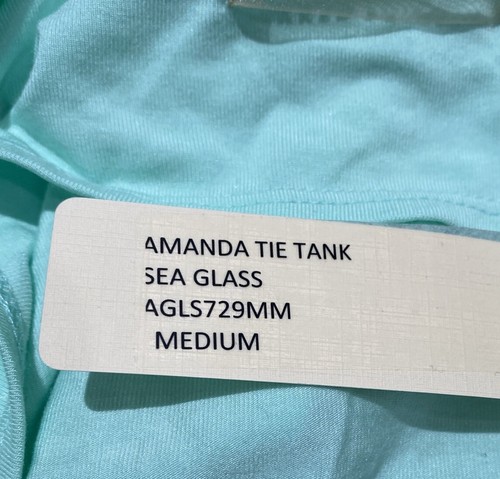 AMANDA TIE TANK
SEA GLASS
AGLS729MM
MEDIUM